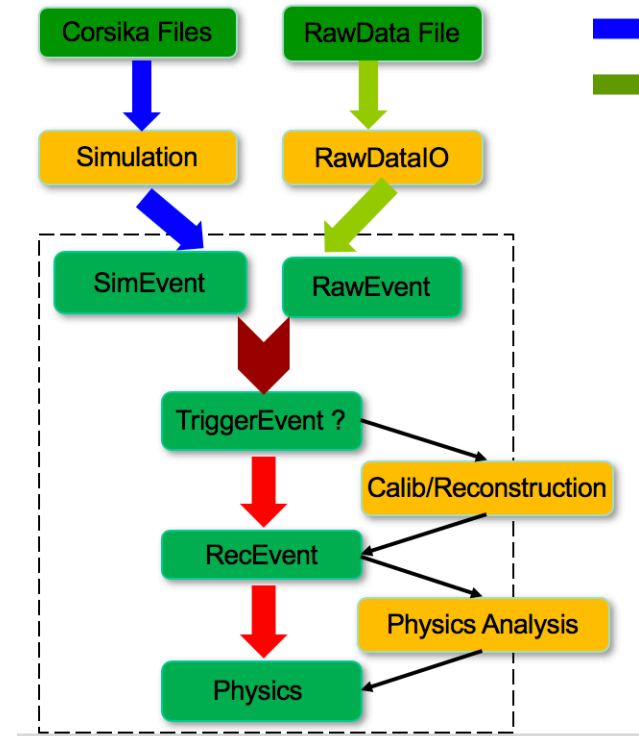 Corsika Files
RawData File
Simulation
RawDataIO
SimEvent
RawEvent
TriggerEvent ?
Calib/Reconstruction
RecEvent
Physics Analysis
Physics